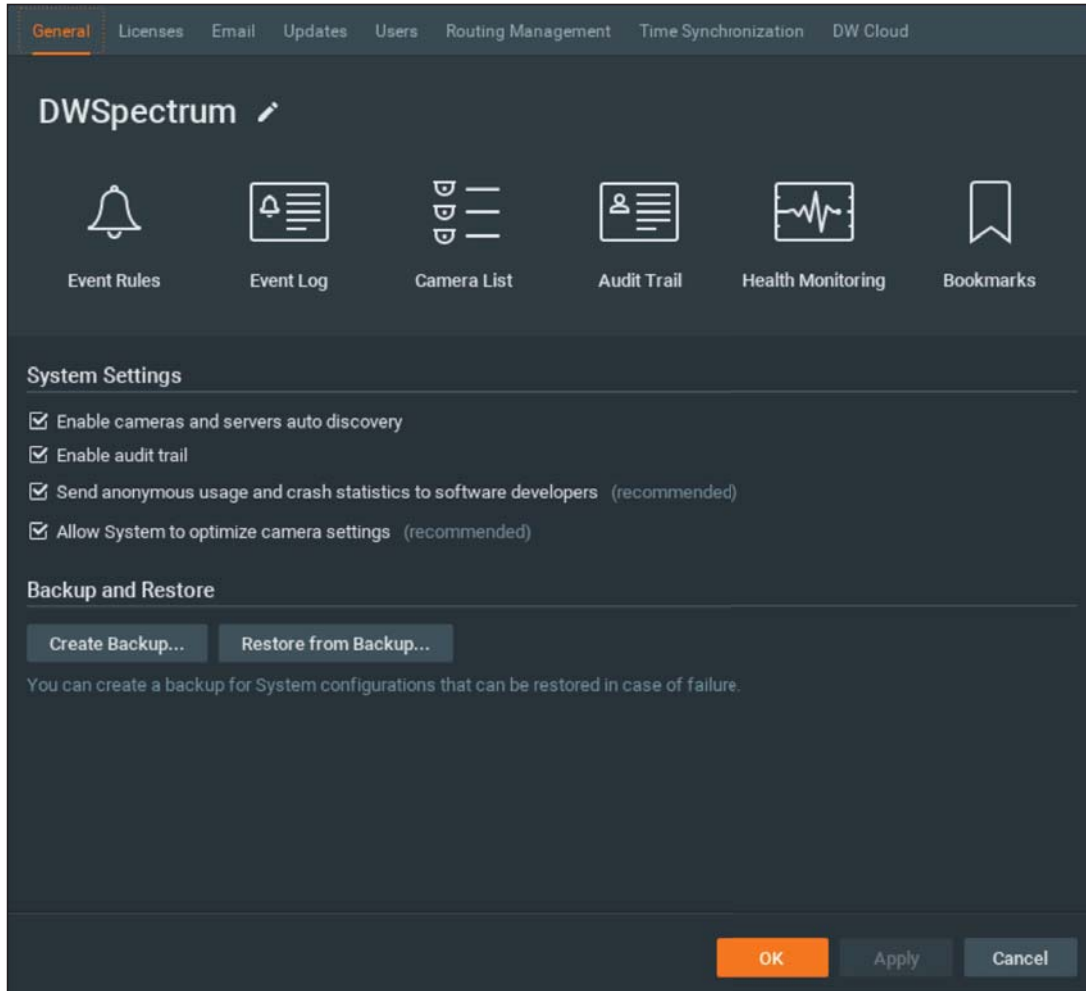 General Licenses Email Updates Users Routing Management Time Synchronization DW Cloud
DWSpectrum
Event Rules Event Log Camera List Audit Trail Health Monitoring Bookmarks
System Settings
Enable cameras and servers auto discovery
Enable audit trail
Send anonymous usage and crash statistics to software developers (recommended)
Allow System to optimize camera settings (recommended)
Backup and Restore
Create Backup... Restore from Backup...
You can create a backup for System configurations that can be restored in case of failure.
OK Apply Cancel